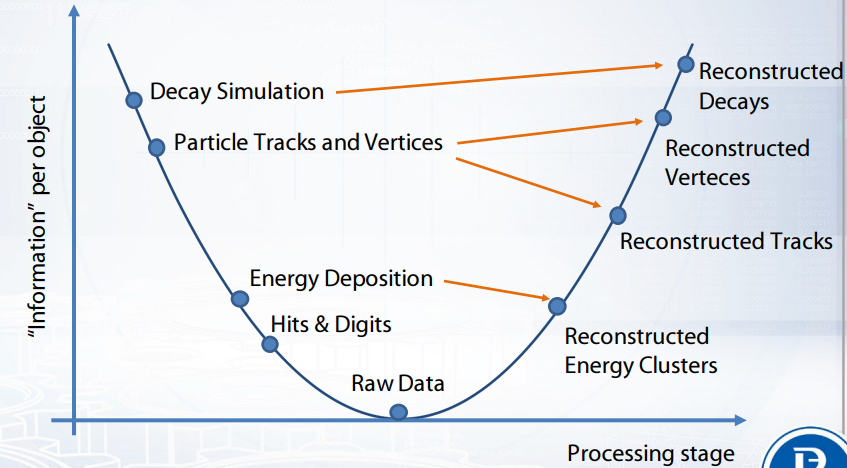 "Information" per object
Decay Simulation
Particle Tracks and Vertices
Energy Deposition
Hits & Digits
Raw Data
Reconstructed
Decays
Reconstructed
Verteces
Reconstructed Tracks
Reconstructed
Energy Clusters
Processing stage